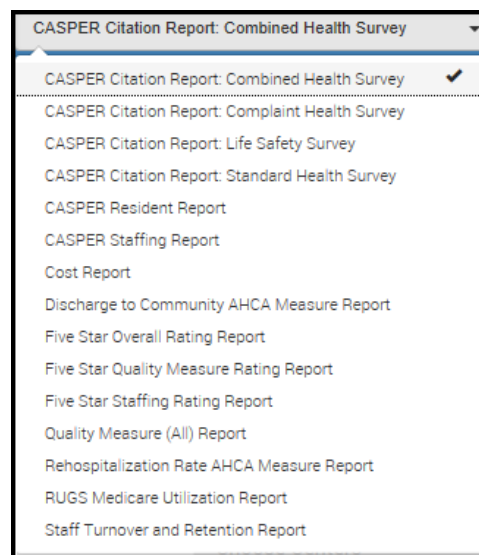 CASPER Citation Report: Combined Health Survey
CASPER Citation Report: Combined Health Survey
CASPER Citation Report: Complaint Health Survey
CASPER Citation Report: Life Safety Survey
CASPER Citation Report: Standard Health Survey
CASPER Resident Report
CASPER Staffing Report
Cost Report
Discharge to Community AHCA Measure Report
Five Star Overall Rating Report
Five Star Quality Measure Rating Report
Five Star Staffing Rating Report
Quality Measure (All) Report
Rehospitalization Rate AHCA Measure Report
RUGS Medicare Utilization Report
Staff Turnover and Retention Report